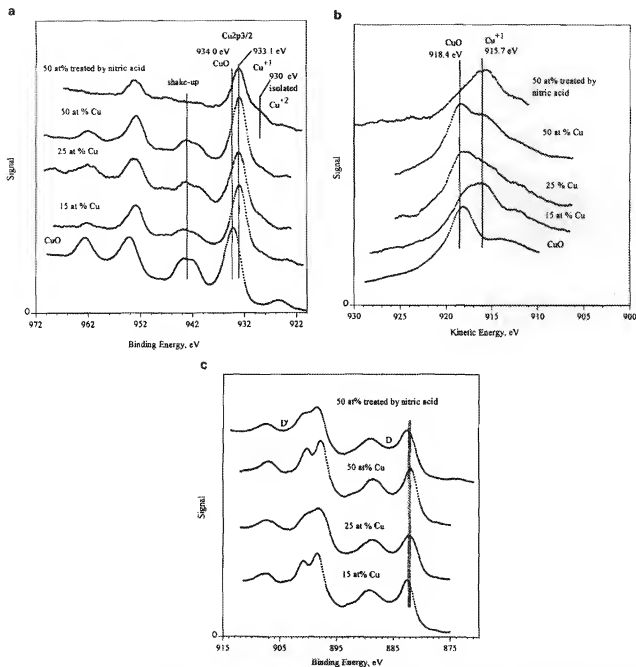 a
Cu2p3/2
934.0 eV
933.1 eV
CuO
Cu+1
930 eV
isolated
Cu+2
shake-up
50 at% treated by nitric acid
50 at % Cu
25 at % Cu
15 at % Cu
CuO
Signal
0
972 962 952 942 932 922
Binding Energy, eV
b
CuO
918.4 eV
Cu+1
915.7 eV
50 at% treated by
nitric acid
50 at% Cu
25 % Cu
15 at% Cu
CuO
Signal
0
930 925 920 915 910 905 900
Kinetic Energy, eV
c
50 at% treated by nitric acid
D'
D
50 at% Cu
25 at% Cu
15 at% Cu
Signal
0
915 905 895 885 875
Binding Energy, eV